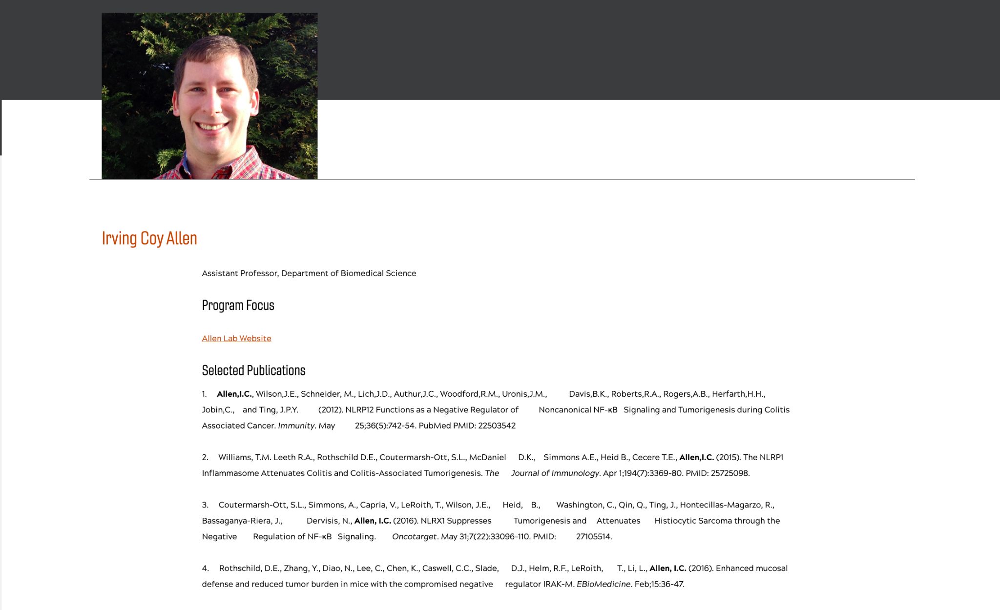 Irving Coy Allen
Assistant Professor, Department of Biomedical Science
Program Focus
Allen Lab Website
Selected Publications
1. Allen,I.C., Wilson,J.E., Schneider, M., Lich,J.D., Authur,J.C., Woodford,R.M., Uronis,J.M., Davis,B.K., Roberts,R.A., Rogers,A.B., Herfarth,H.H.,
Jobin,C., and Ting, J.P.Y. (2012). NLRP12 Functions as a Negative Regulator of Noncanonical NF-κB Signaling and Tumorigenesis during Colitis
Associated Cancer. Immunity. May 25;36(5):742-54. PubMed PMID: 22503542
2. Williams, T.M. Leeth R.A., Rothschild D.E., Coutermarsh-Ott, S.L., McDaniel D.K., Simmons A.E., Heid B., Cecere T.E., Allen,I.C. (2015). The NLRP1
Inflammasome Attenuates Colitis and Colitis-Associated Tumorigenesis. The Journal of Immunology. Apr 1;194(7):3369-80. PMID: 25725098.
3. Coutermarsh-Ott, S.L., Simmons, A., Capria, V., LeRoith, T., Wilson, J.E., Heid, B., Washington, C., Qin, Q., Ting, J., Hontecillas-Magarzo, R.,
Bassaganya-Riera, J., Dervisis, N., Allen, I.C. (2016). NLRX1 Suppresses Tumorigenesis and Attenuates Histiocytic Sarcoma through the
Negative Regulation of NF-κB Signaling. Oncotarget. May 31;7(22):33096-110. PMID: 27105514.
4. Rothschild, D.E., Zhang, Y., Diao, N., Lee, C., Chen, K., Caswell, C.C., Slade, D.J., Helm, R.F., LeRoith, T., Li, L., Allen, I.C. (2016). Enhanced mucosal
defense and reduced tumor burden in mice with the compromised negative regulator IRAK-M. EBioMedicine. Feb;15:36-47.